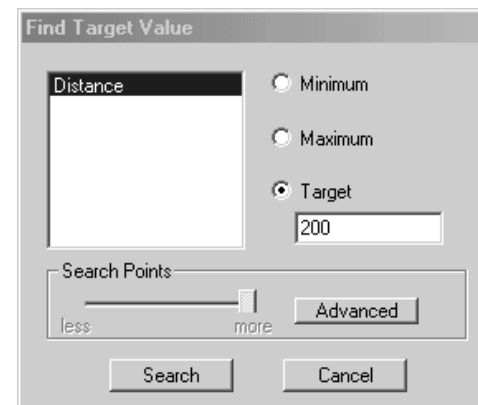 Find Target Value
Distance
Minimum
Maximum
Target
200
Search Points
less more
Advanced
Search Cancel